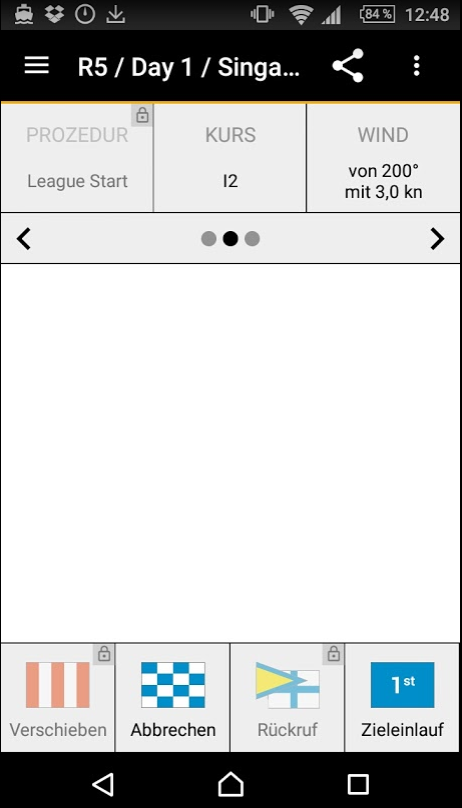 84 % 12:48
R5 / Day 1 / Singa...
PROZEDUR
League Start
KURS
I2
WIND
von 200°
mit 3,0 kn
Verschieben
Abbrechen
Rückruf
1st
Zieleinlauf